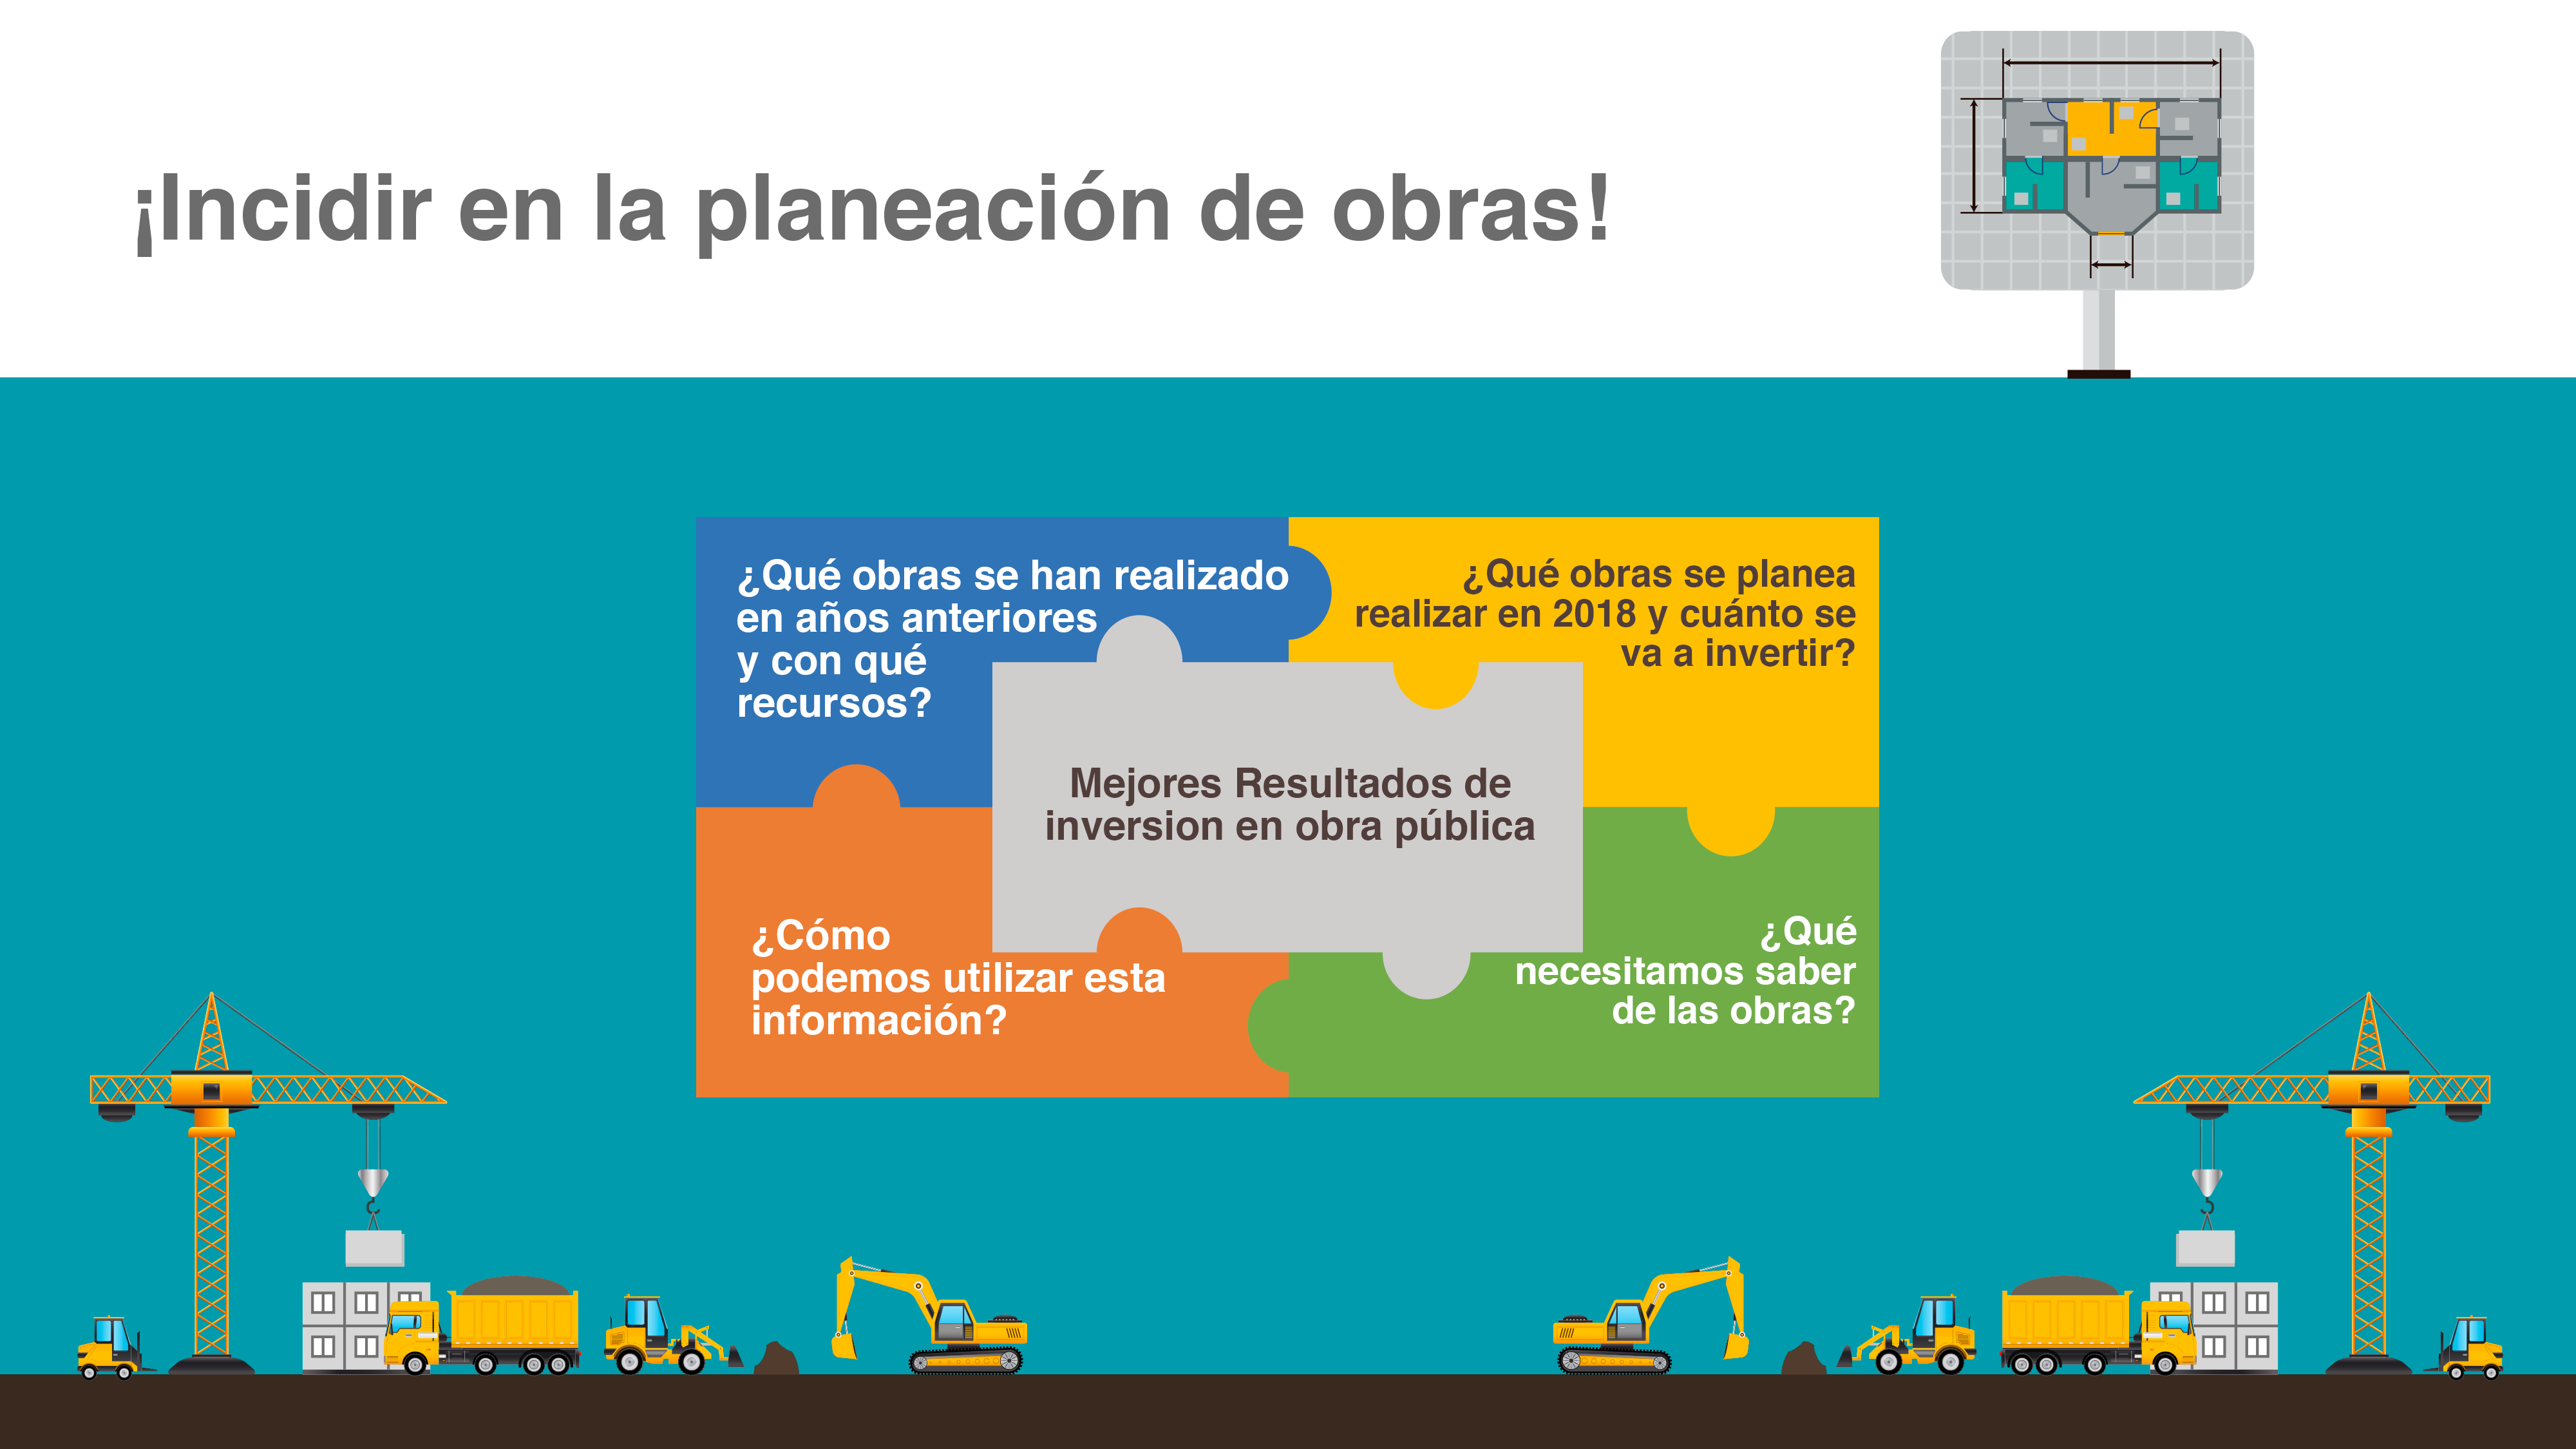 ¡Incidir en la planeación de obras!
¿Qué obras se han realizado
en años anteriores
y con qué
recursos?
¿Qué obras se planea
realizar en 2018 y cuánto se
va a invertir?
Mejores Resultados de
inversion en obra pública
¿Cómo
podemos utilizar esta
información?
¿Qué
necesitamos saber
de las obras?